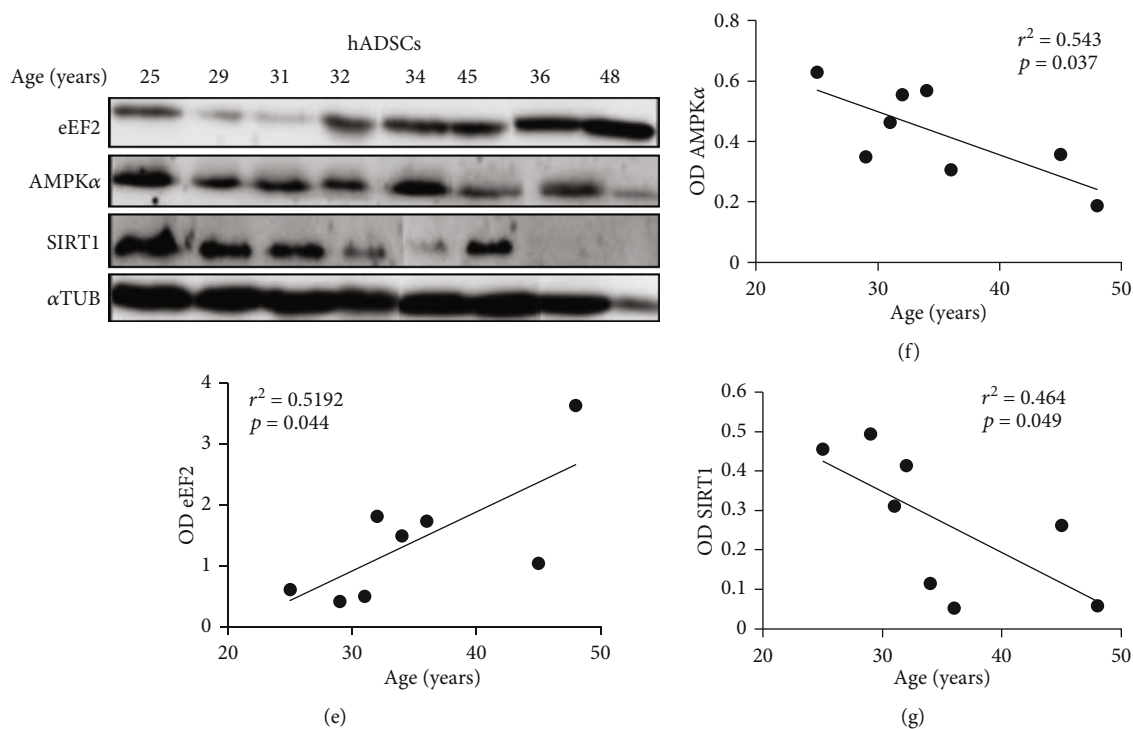 hADSCs
Age (years) 25 29 31 32 34 45 36 48
eEF2
AMPKα
SIRT1
αTUB
4
3
2
1
0
OD eEF2
r² = 0.5192
p = 0.044
20 30 40 50
Age (years)
(e)
0.8
0.6
0.4
0.2
0
OD AMPKα
r² = 0.543
p = 0.037
20 30 40 50
Age (years)
(f)
0.6
0.5
0.4
0.3
0.2
0.1
0
OD SIRT1
r² = 0.464
p = 0.049
20 30 40 50
Age (years)
(g)